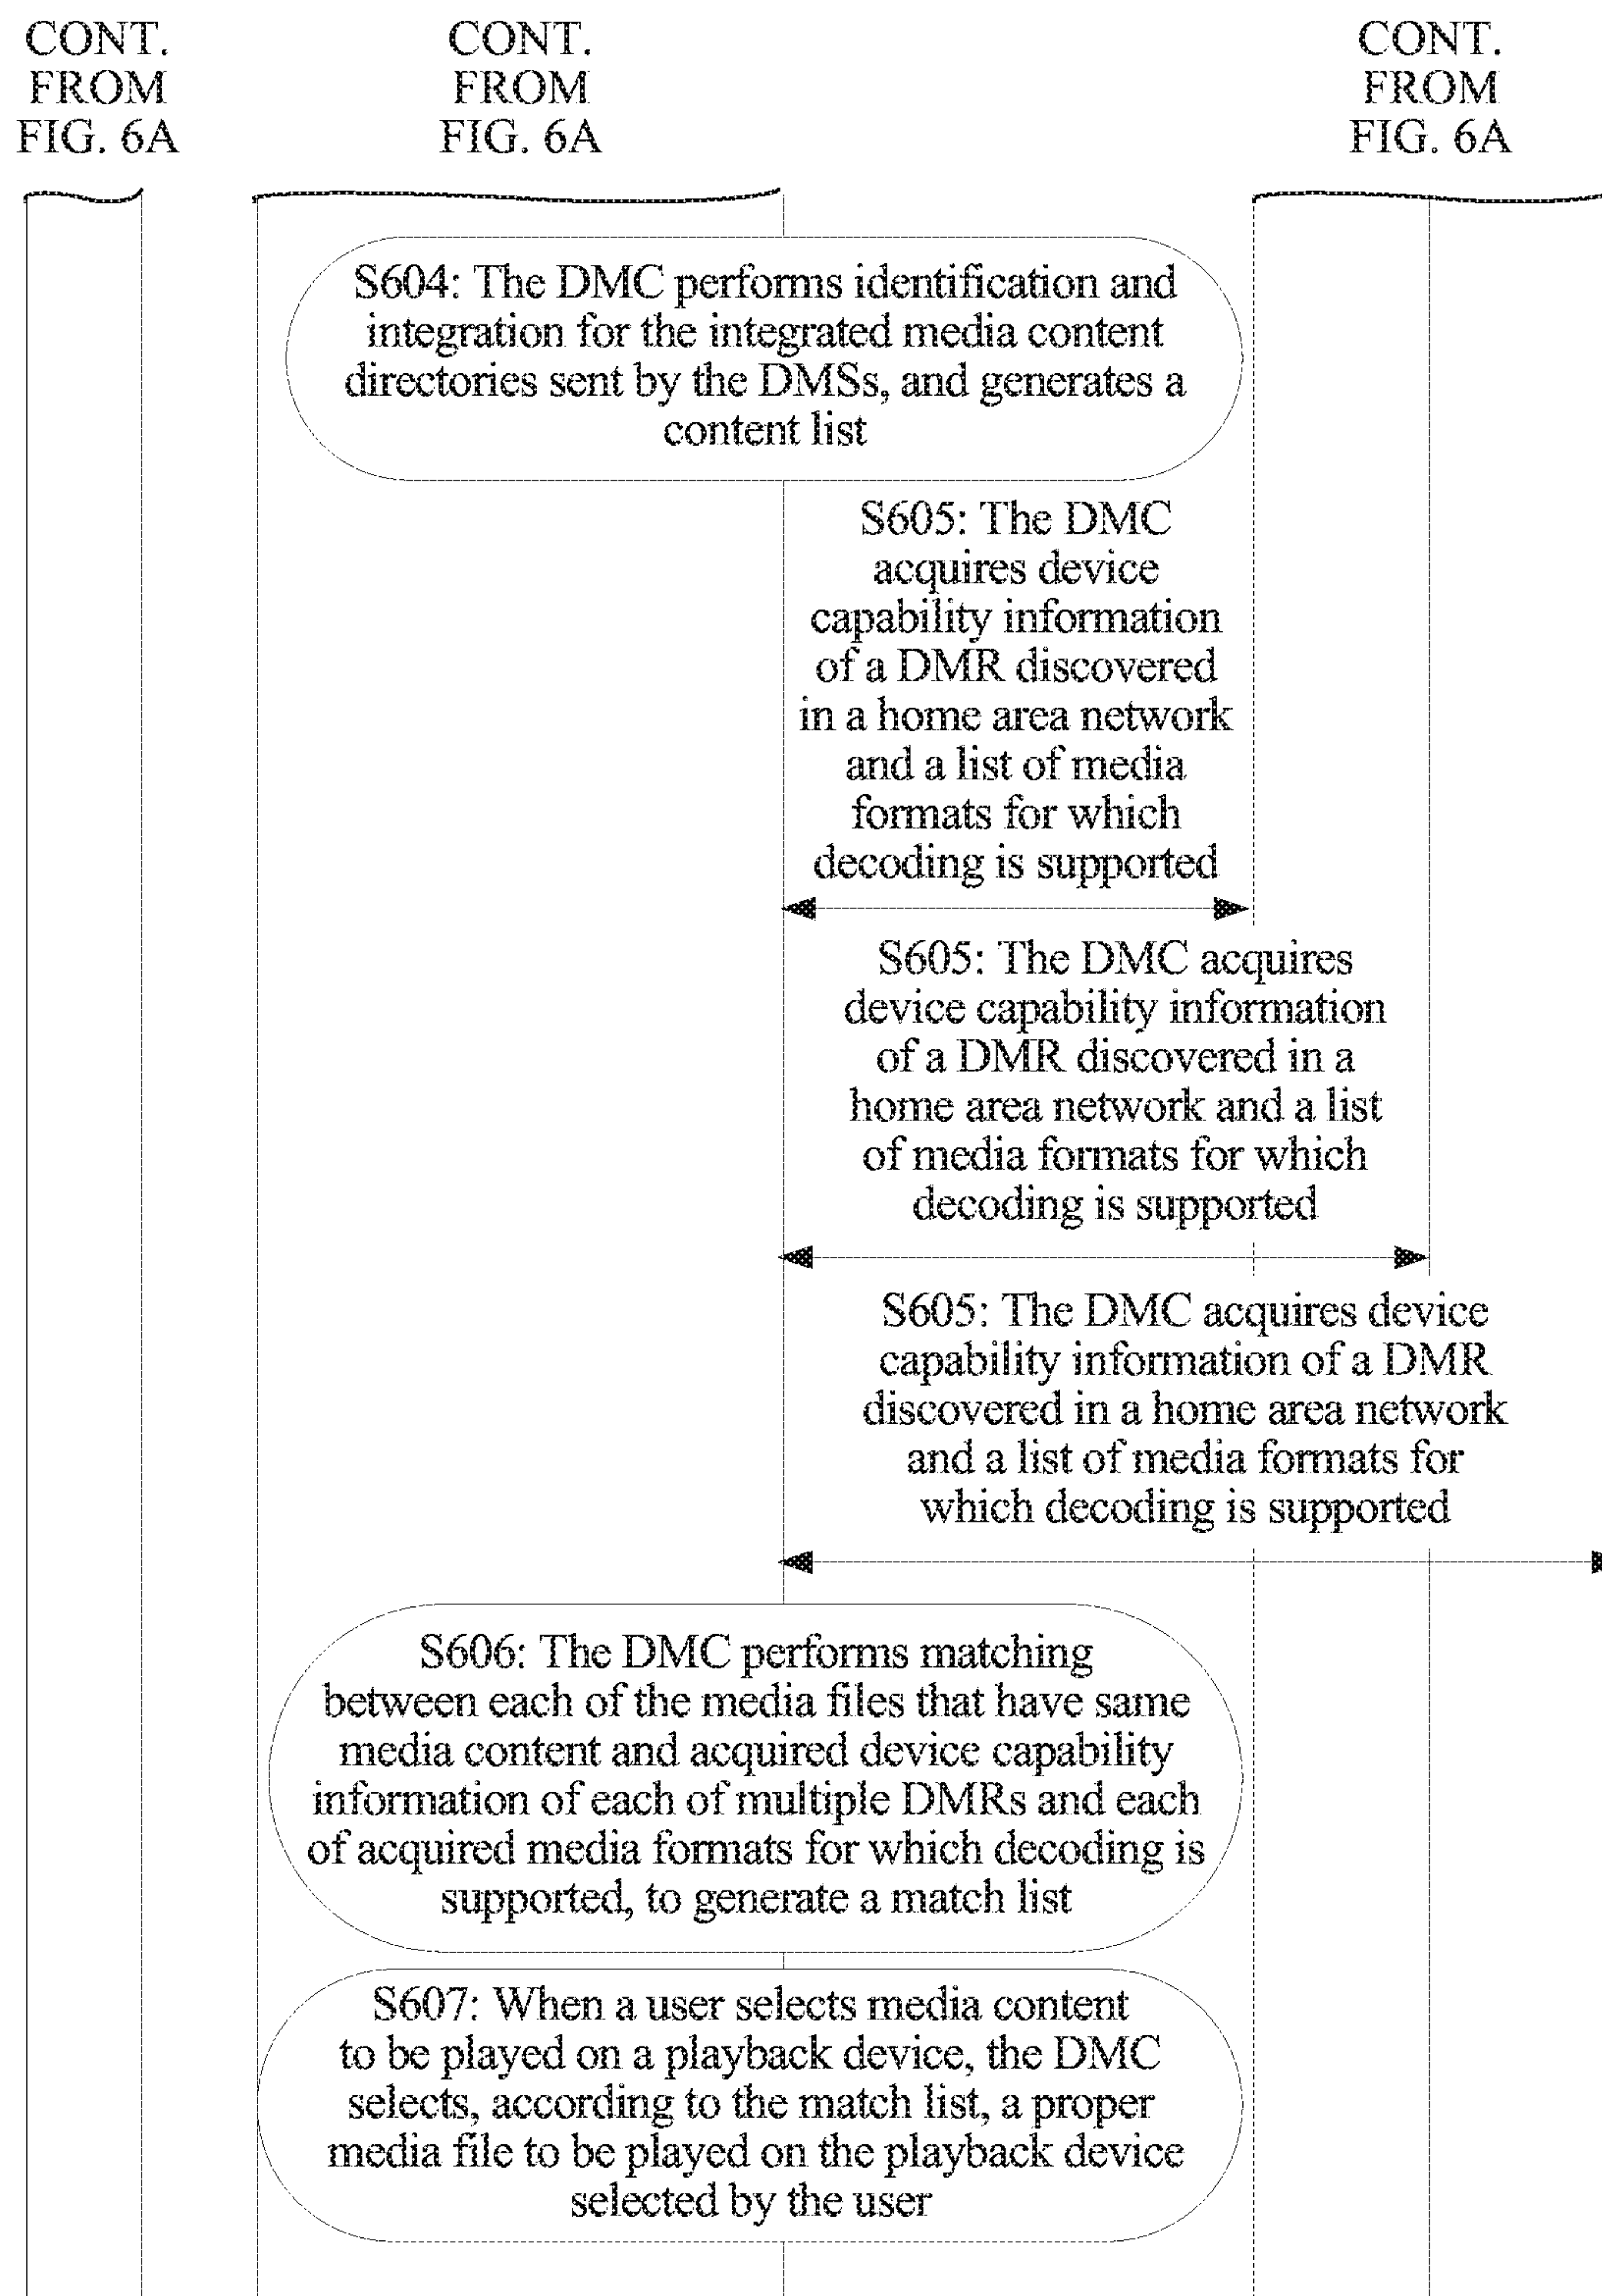 CONT.
FROM
FIG. 6A
CONT.
FROM
FIG. 6A
CONT.
FROM
FIG. 6A
S604: The DMC performs identification and
integration for the integrated media content
directories sent by the DMSs, and generates a
content list
S605: The DMC
acquires device
capability information
of a DMR discovered
in a home area network
and a list of media
formats for which
decoding is supported
S605: The DMC acquires
device capability information
of a DMR discovered in a
home area network and a list
of media formats for which
decoding is supported
S605: The DMC acquires device
capability information of a DMR
discovered in a home area network
and a list of media formats for
which decoding is supported
S606: The DMC performs matching
between each of the media files that have same
media content and acquired device capability
information of each of multiple DMRs and each
of acquired media formats for which decoding is
supported, to generate a match list
S607: When a user selects media content
to be played on a playback device, the DMC
selects, according to the match list, a proper
media file to be played on the playback device
selected by the user